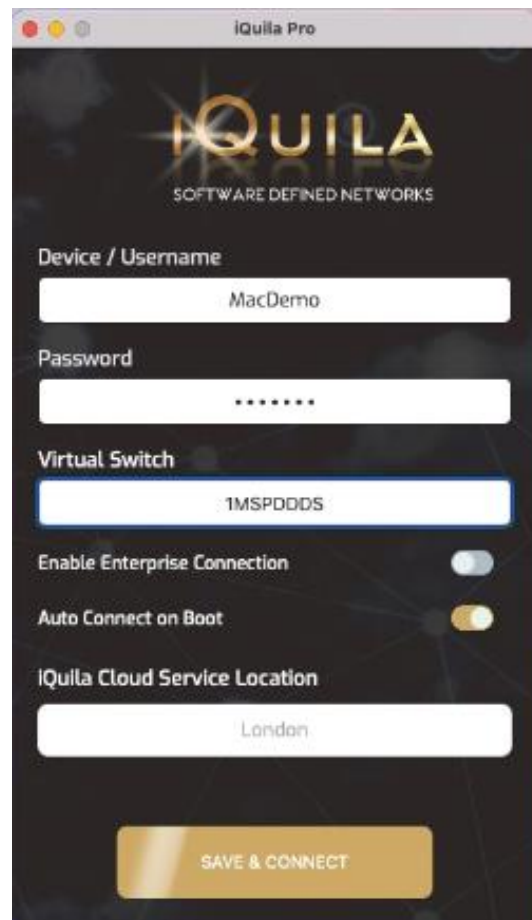 iQuila Pro
iQUILA
SOFTWARE DEFINED NETWORKS
Device / Username
MacDemo
Password
•••••••
Virtual Switch
1MSPDDDS
Enable Enterprise Connection
Auto Connect on Boot
iQuila Cloud Service Location
London
SAVE & CONNECT